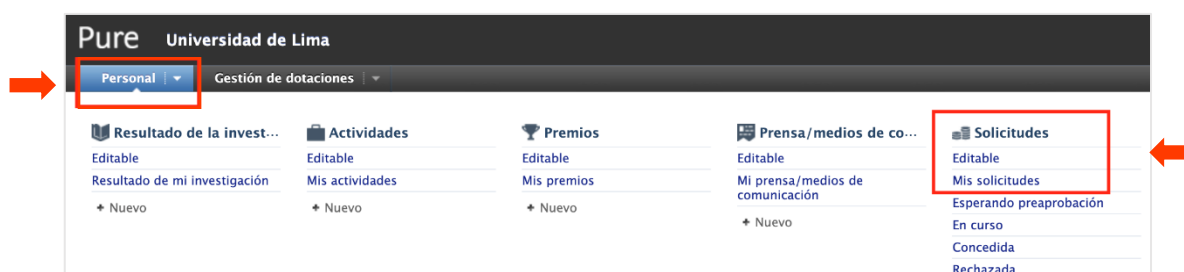 Pure Universidad de Lima
Personal Gestión de dotaciones
Resultado de la invest...
Editable
Resultado de mi investigación
+ Nuevo
Actividades
Editable
Mis actividades
+ Nuevo
Premios
Editable
Mis premios
+ Nuevo
Prensa/medios de co...
Editable
Mi prensa/medios de
comunicación
+ Nuevo
Solicitudes
Editable
Mis solicitudes
Esperando preaprobación
En curso
Concedida
Rechazada